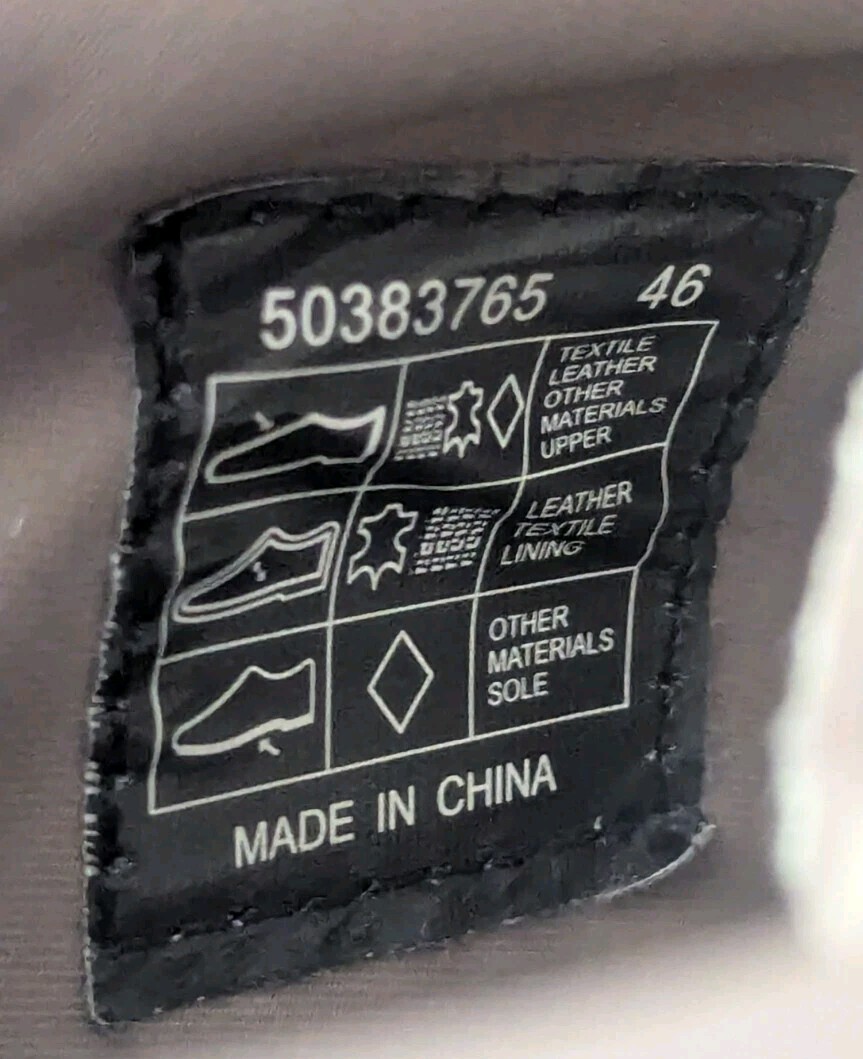 50383765 46
TEXTILE
LEATHER
OTHER
MATERIALS
UPPER
LEATHER
TEXTILE
LINING
OTHER
MATERIALS
SOLE
MADE IN CHINA